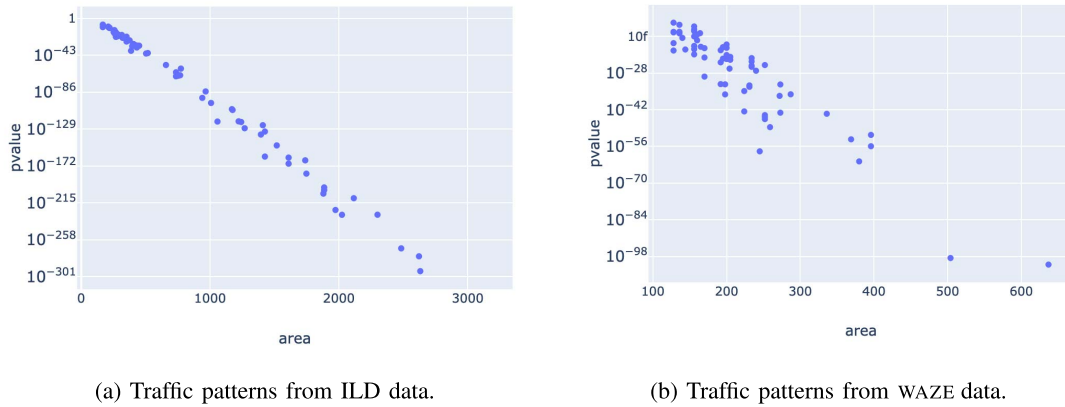 1
10−43
10−86
10−129
10−172
10−215
10−258
10−301
pvalue
0 1000 2000 3000
area
(a) Traffic patterns from ILD data.
10f
10−28
10−42
10−56
10−70
10−84
10−98
pvalue
100 200 300 400 500 600
area
(b) Traffic patterns from WAZE data.